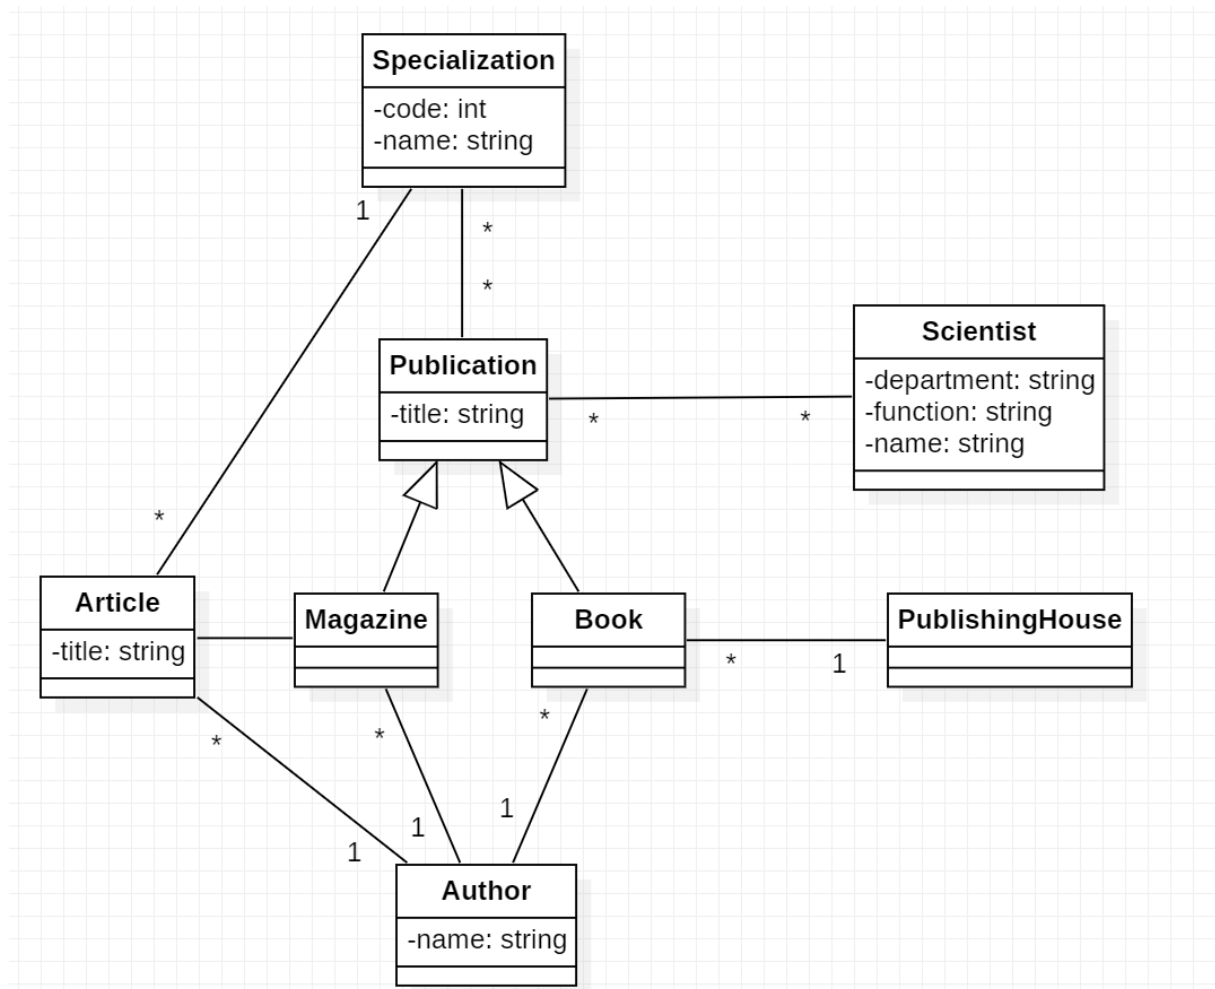 Specialization
-code: int
-name: string
1
*
*
Publication
-title: string
*
*
Scientist
-department: string
-function: string
-name: string
*
Article
-title: string
Magazine
Book
*
1
PublishingHouse
*
1
*
1
*
1
Author
-name: string